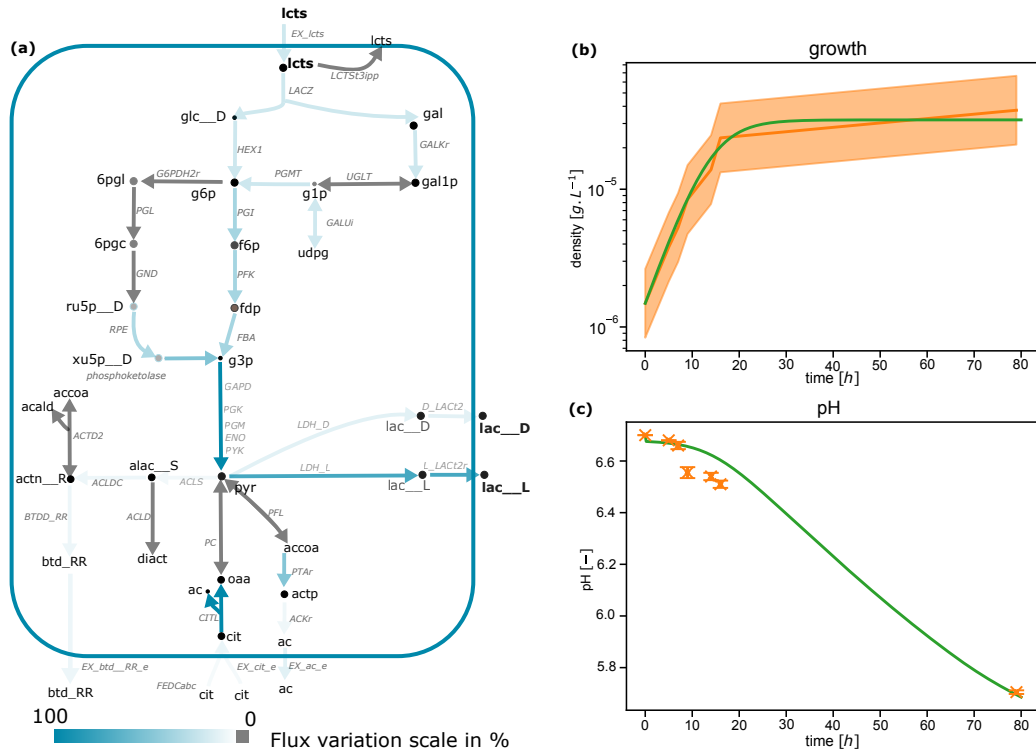 lcts
(a)
EX_lcts
lcts
lcts
LCTSt3ipp
LACZ
glc__D
gal
HEX1
GALKr
6pgl
G6PDH2r
g6p
PGMT
g1p
UGLT
gal1p
PGL
PGI
GALUi
6pgc
f6p
udpg
GND
PFK
ru5p__D
fdp
RPE
FBA
xu5p__D
g3p
phosphoketolase
GAPD
accoa
acald
PGK
PGM
ENO
PYK
ACTD2
LDH_D
D_LACt2
lac__D
lac__D
alac__S
LDH_L
L_LACt2r
actn__R
ACLDC
ACLS
pyr
lac__L
lac__L
BTDD_RR
ACLD
PC
PFL
btd_RR
diact
accoa
PTAr
oaa
ac
actp
CITL
ACKr
cit
ac
EX_btd__RR_e
EX_cit_e
EX_ac_e
FEDCabc
btd_RR
cit
cit
ac
100
0
Flux variation scale in %
(b)
growth
density [g.L⁻¹]
10⁻⁵
10⁻⁶
0 10 20 30 40 50 60 70 80
time [h]
(c)
pH
pH [−]
6.6
6.4
6.2
6.0
5.8
0 10 20 30 40 50 60 70 80
time [h]